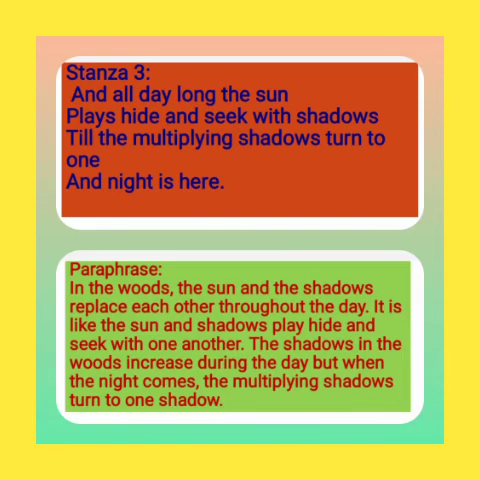 Stanza 3:
And all day long the sun
Plays hide and seek with shadows
Till the multiplying shadows turn to
one
And night is here.
Paraphrase:
In the woods, the sun and the shadows
replace each other throughout the day. It is
like the sun and shadows play hide and
seek with one another. The shadows in the
woods increase during the day but when
the night comes, the multiplying shadows
turn to one shadow.